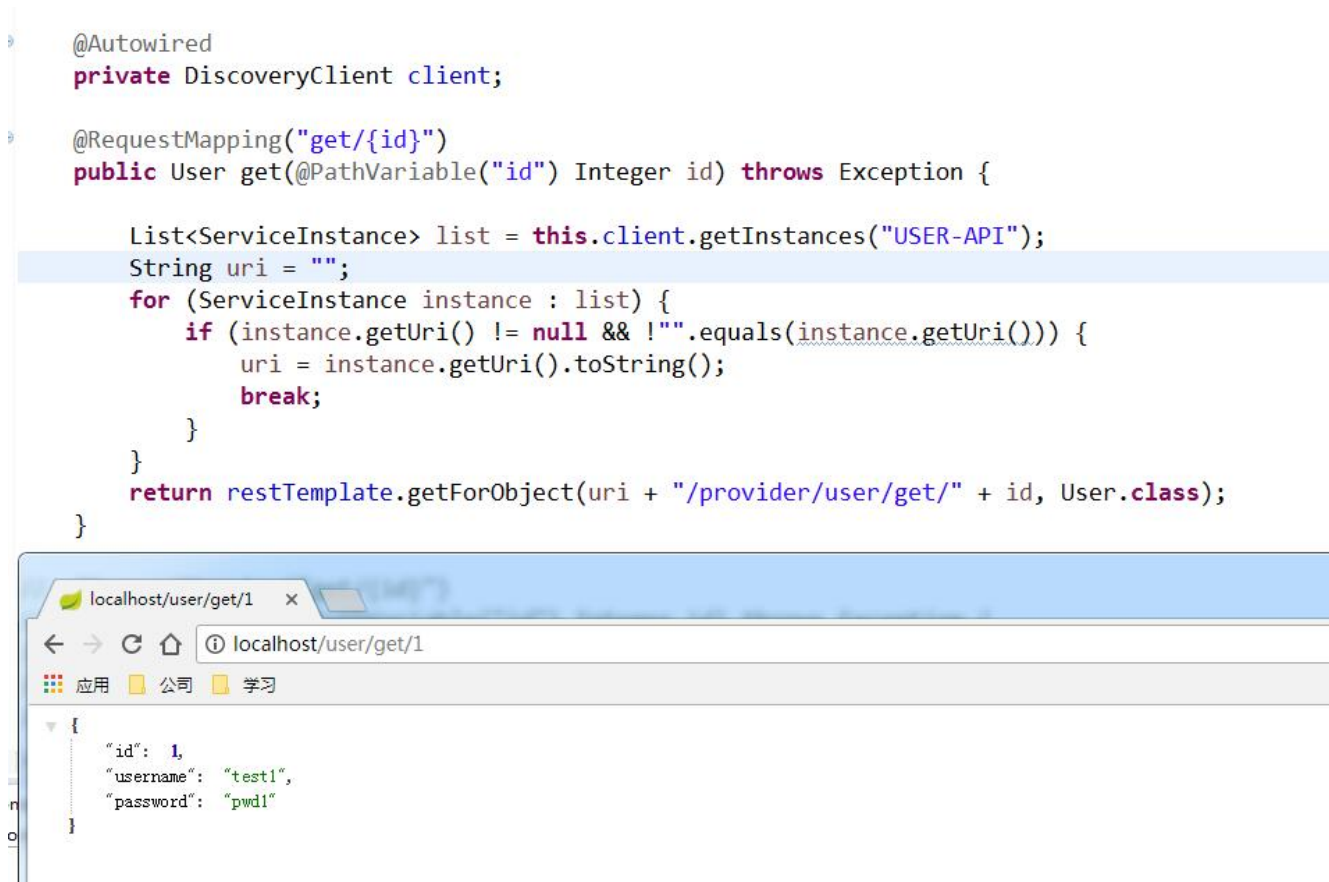 @Autowired
private DiscoveryClient client;
@RequestMapping("get/{id}")
public User get(@PathVariable("id") Integer id) throws Exception {
List<ServiceInstance> list = this.client.getInstances("USER-API");
String uri = "";
for (ServiceInstance instance : list) {
if (instance.getUri() != null && !"".equals(instance.getUri())) {
uri = instance.getUri().toString();
break;
}
}
return restTemplate.getForObject(uri + "/provider/user/get/" + id, User.class);
}
localhost/user/get/1
localhost/user/get/1
应用 公司 学习
{
"id": 1,
"username": "test1",
"password": "pwd1"
}